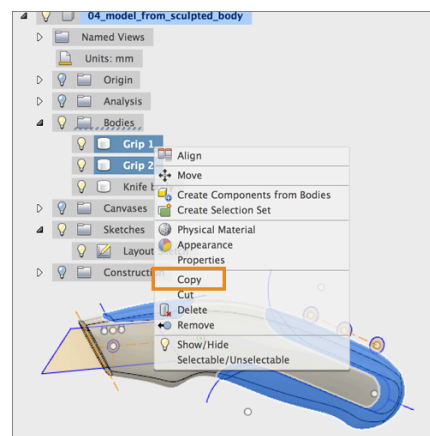 04_model_from_sculpted_body
Named Views
Units: mm
Origin
Analysis
Bodies
Grip 1
Align
Grip 2
Move
Knife b
Create Components from Bodies
Canvases
Create Selection Set
Sketches
Physical Material
Appearance
Layout
Properties
Constructi
Copy
Cut
Delete
Remove
Show/Hide
Selectable/Unselectable